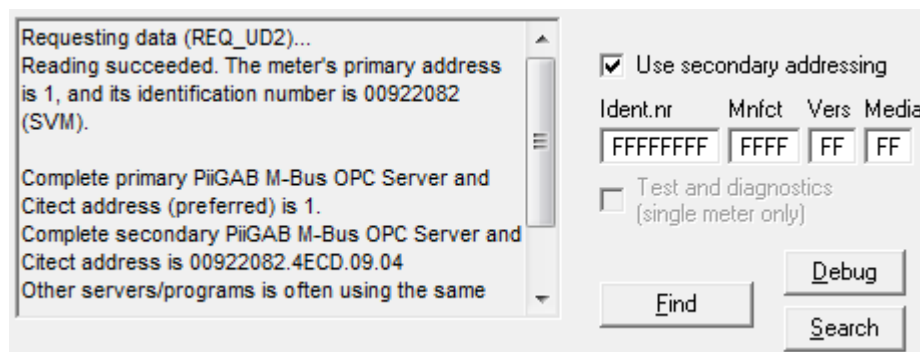 Requesting data (REQ_UD2)...
Reading succeeded. The meter's primary address
is 1, and its identification number is 00922082
(SVM).
Complete primary PiiGAB M-Bus OPC Server and
Citect address (preferred) is 1.
Complete secondary PiiGAB M-Bus OPC Server and
Citect address is 00922082.4ECD.09.04
Other servers/programs is often using the same
Use secondary addressing
Ident.nr Mnfct Vers Media
FFFFFFFF FFFF FF FF
Test and diagnostics
(single meter only)
Find
Debug
Search